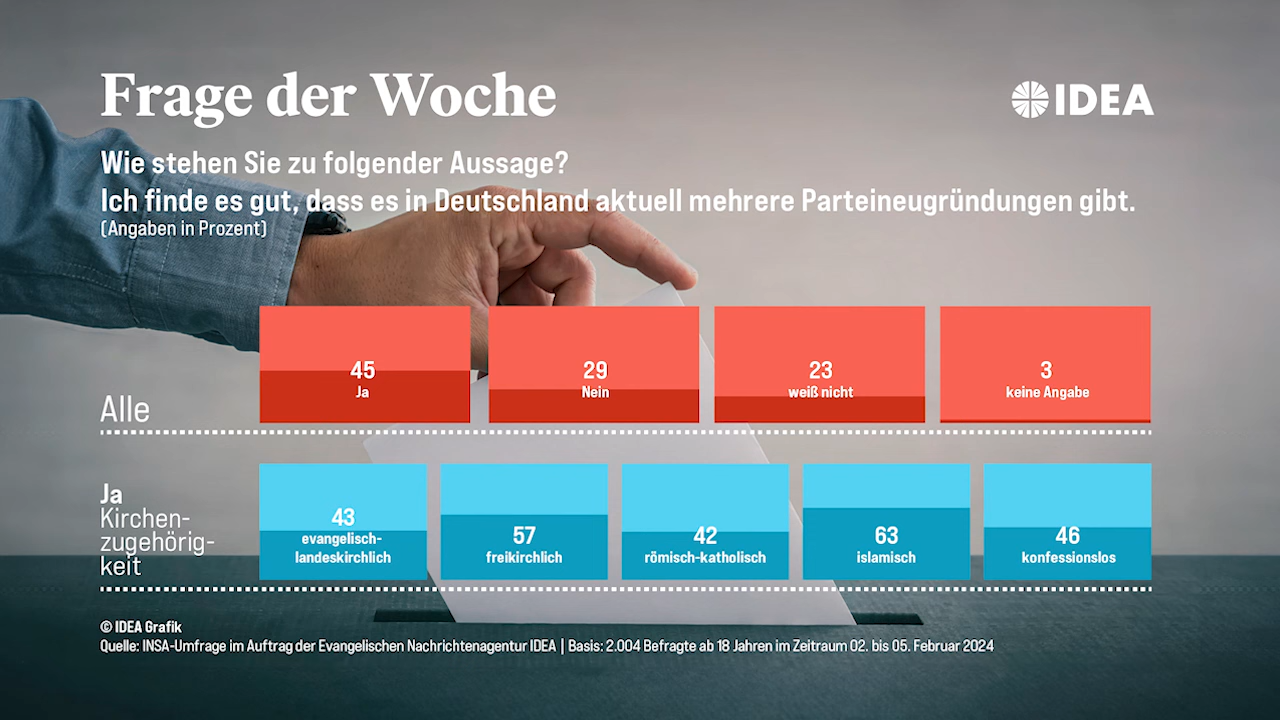 Frage der Woche
IDEA
Wie stehen Sie zu folgender Aussage?
Ich finde es gut, dass es in Deutschland aktuell mehrere Parteineugründungen gibt.
(Angaben in Prozent)
Alle
45
Ja
29
Nein
23
weiß nicht
3
keine Angabe
Ja
Kirchen-
zugehörig-
keit
43
evangelisch-
landeskirchlich
57
freikirchlich
42
römisch-katholisch
63
islamisch
46
konfessionslos
© IDEA Grafik
Quelle: INSA-Umfrage im Auftrag der Evangelischen Nachrichtenagentur IDEA | Basis: 2.004 Befragte ab 18 Jahren im Zeitraum 02. bis 05. Februar 2024